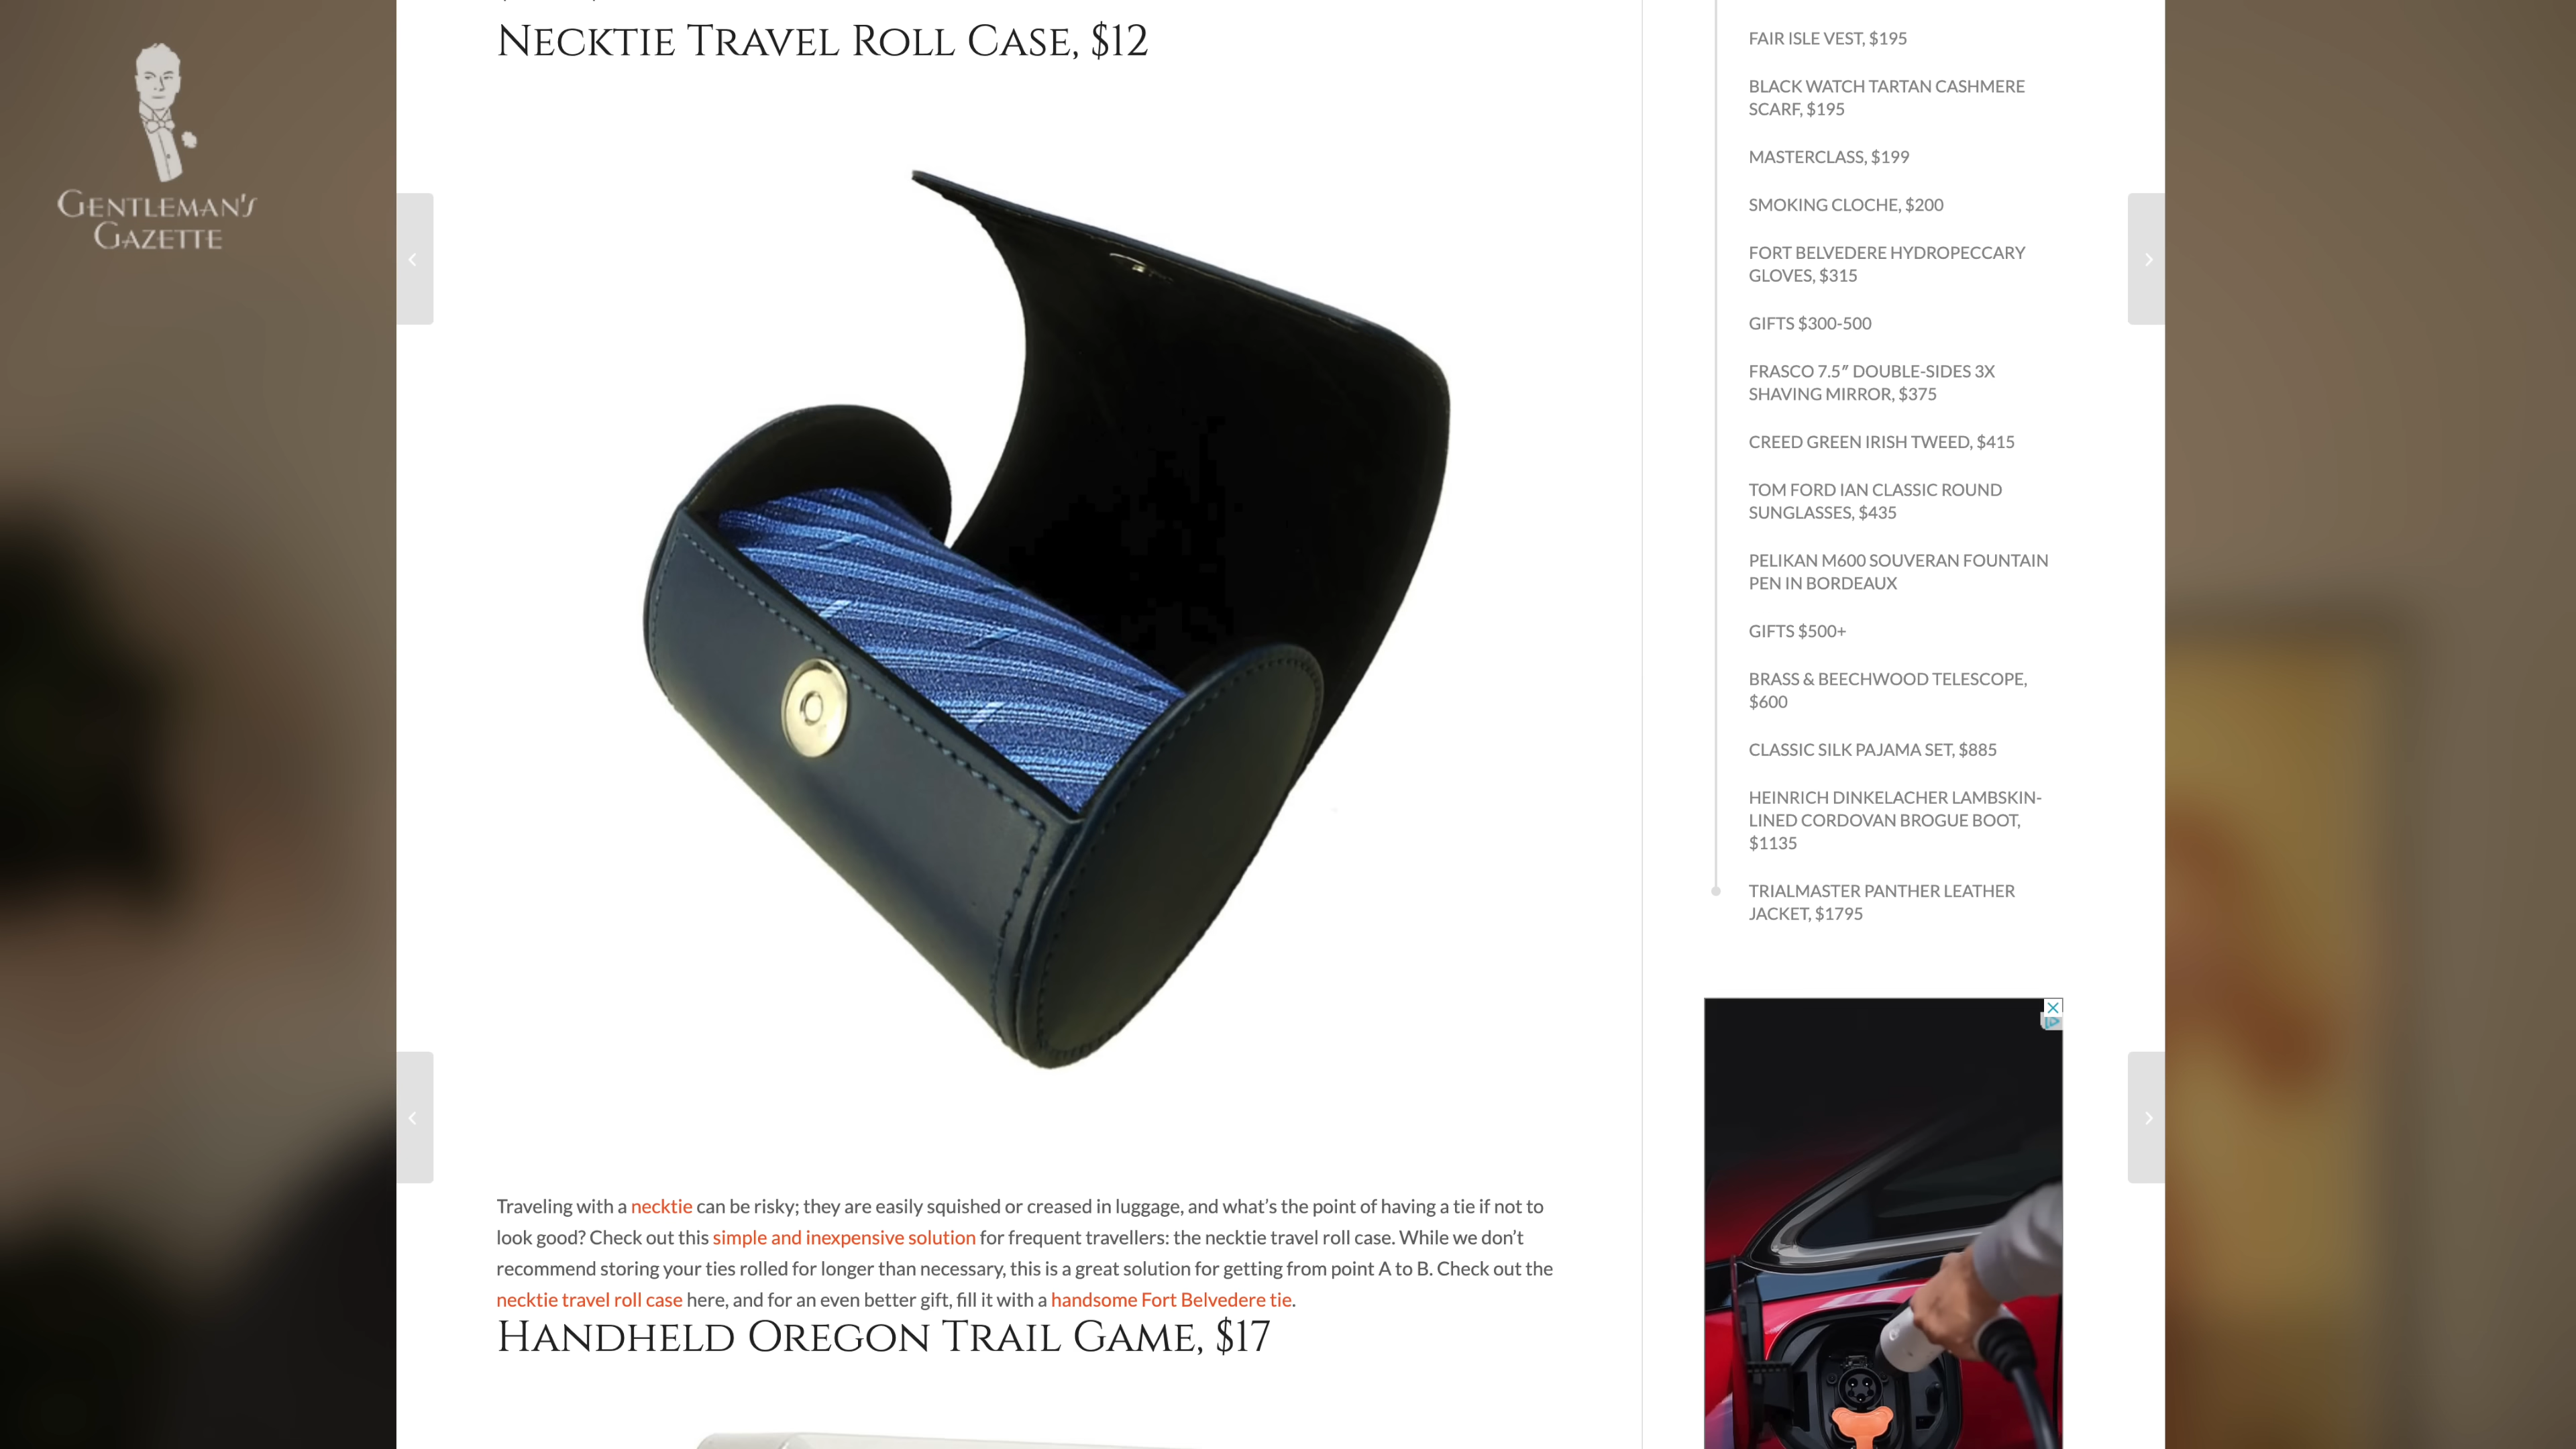 GENTLEMAN'S
GAZETTE
NECKTIE TRAVEL ROLL CASE, $12
Traveling with a necktie can be risky; they are easily squished or creased in luggage, and what's the point of having a tie if not to
look good? Check out this simple and inexpensive solution for frequent travellers: the necktie travel roll case. While we don't
recommend storing your ties rolled for longer than necessary, this is a great solution for getting from point A to B. Check out the
necktie travel roll case here, and for an even better gift, fill it with a handsome Fort Belvedere tie.
HANDHELD OREGON TRAIL GAME, $17
FAIR ISLE VEST, $195
BLACK WATCH TARTAN CASHMERE
SCARF, $195
MASTERCLASS, $199
SMOKING CLOCHE, $200
FORT BELVEDERE HYDROPECCARY
GLOVES, $315
GIFTS $300-500
FRASCO 7.5″ DOUBLE-SIDES 3X
SHAVING MIRROR, $375
CREED GREEN IRISH TWEED, $415
TOM FORD IAN CLASSIC ROUND
SUNGLASSES, $435
PELIKAN M600 SOUVERAN FOUNTAIN
PEN IN BORDEAUX
GIFTS $500+
BRASS & BEECHWOOD TELESCOPE,
$600
CLASSIC SILK PAJAMA SET, $885
HEINRICH DINKELACHER LAMBSKIN-
LINED CORDOVAN BROGUE BOOT,
$1135
TRIALMASTER PANTHER LEATHER
JACKET, $1795